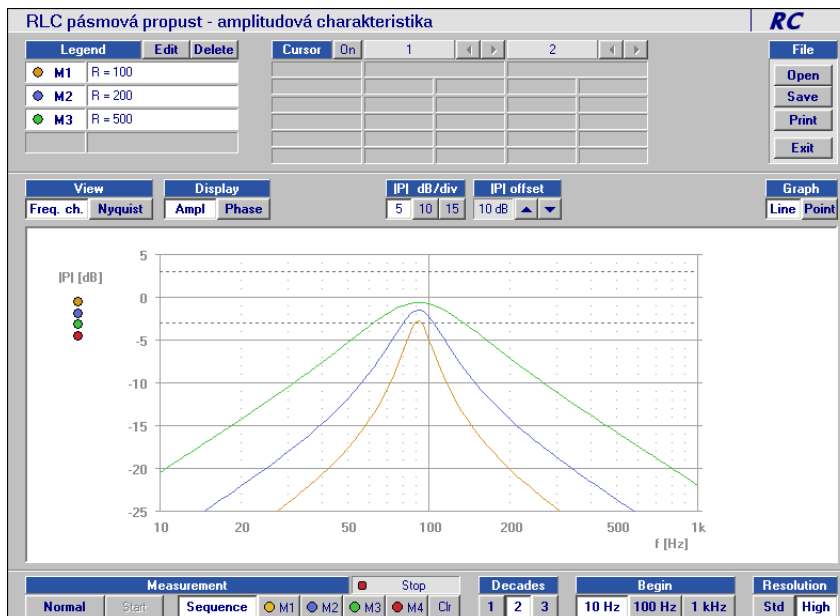 RLC pásmová propust - amplitudová charakteristika
RC
Legend Edit Delete
Cursor On 1 2
File
M1 R = 100
M2 R = 200
M3 R = 500
Open
Save
Print
Exit
View
Freq. ch. Nyquist
Display
Ampl Phase
|P| dB/div
5 10 15
|P| offset
10 dB
Graph
Line Point
|P| [dB]
5
0
-5
-10
-15
-20
-25
10 20 50 100 200 500 1k
f [Hz]
Measurement Stop
Normal Start Sequence M1 M2 M3 M4 Clr
Decades
1 2 3
Begin
10 Hz 100 Hz 1 kHz
Resolution
Std High